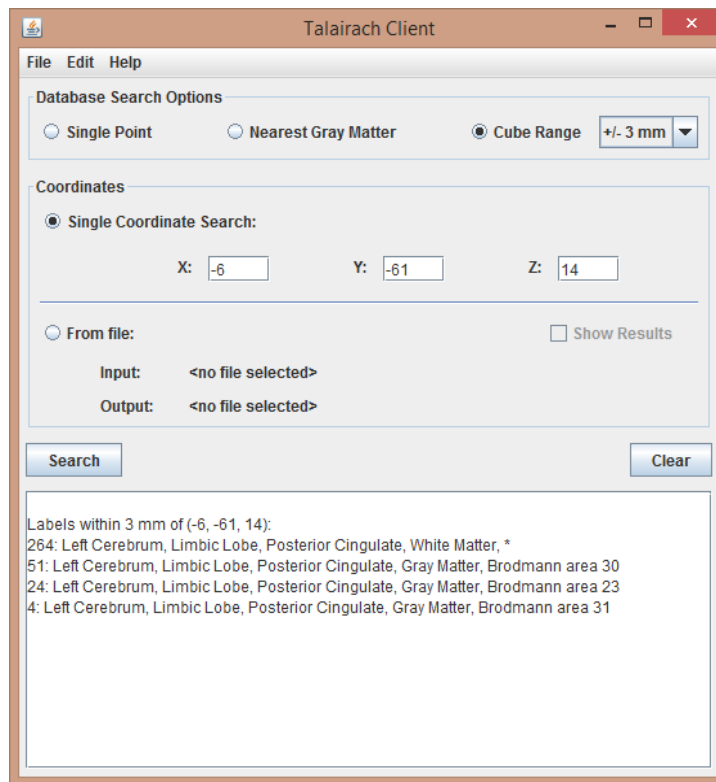 Talairach Client
File Edit Help
Database Search Options
Single Point Nearest Gray Matter Cube Range +/- 3 mm
Coordinates
Single Coordinate Search:
X: -6 Y: -61 Z: 14
From file: Show Results
Input: <no file selected>
Output: <no file selected>
Search Clear
Labels within 3 mm of (-6, -61, 14):
264: Left Cerebrum, Limbic Lobe, Posterior Cingulate, White Matter, *
51: Left Cerebrum, Limbic Lobe, Posterior Cingulate, Gray Matter, Brodmann area 30
24: Left Cerebrum, Limbic Lobe, Posterior Cingulate, Gray Matter, Brodmann area 23
4: Left Cerebrum, Limbic Lobe, Posterior Cingulate, Gray Matter, Brodmann area 31